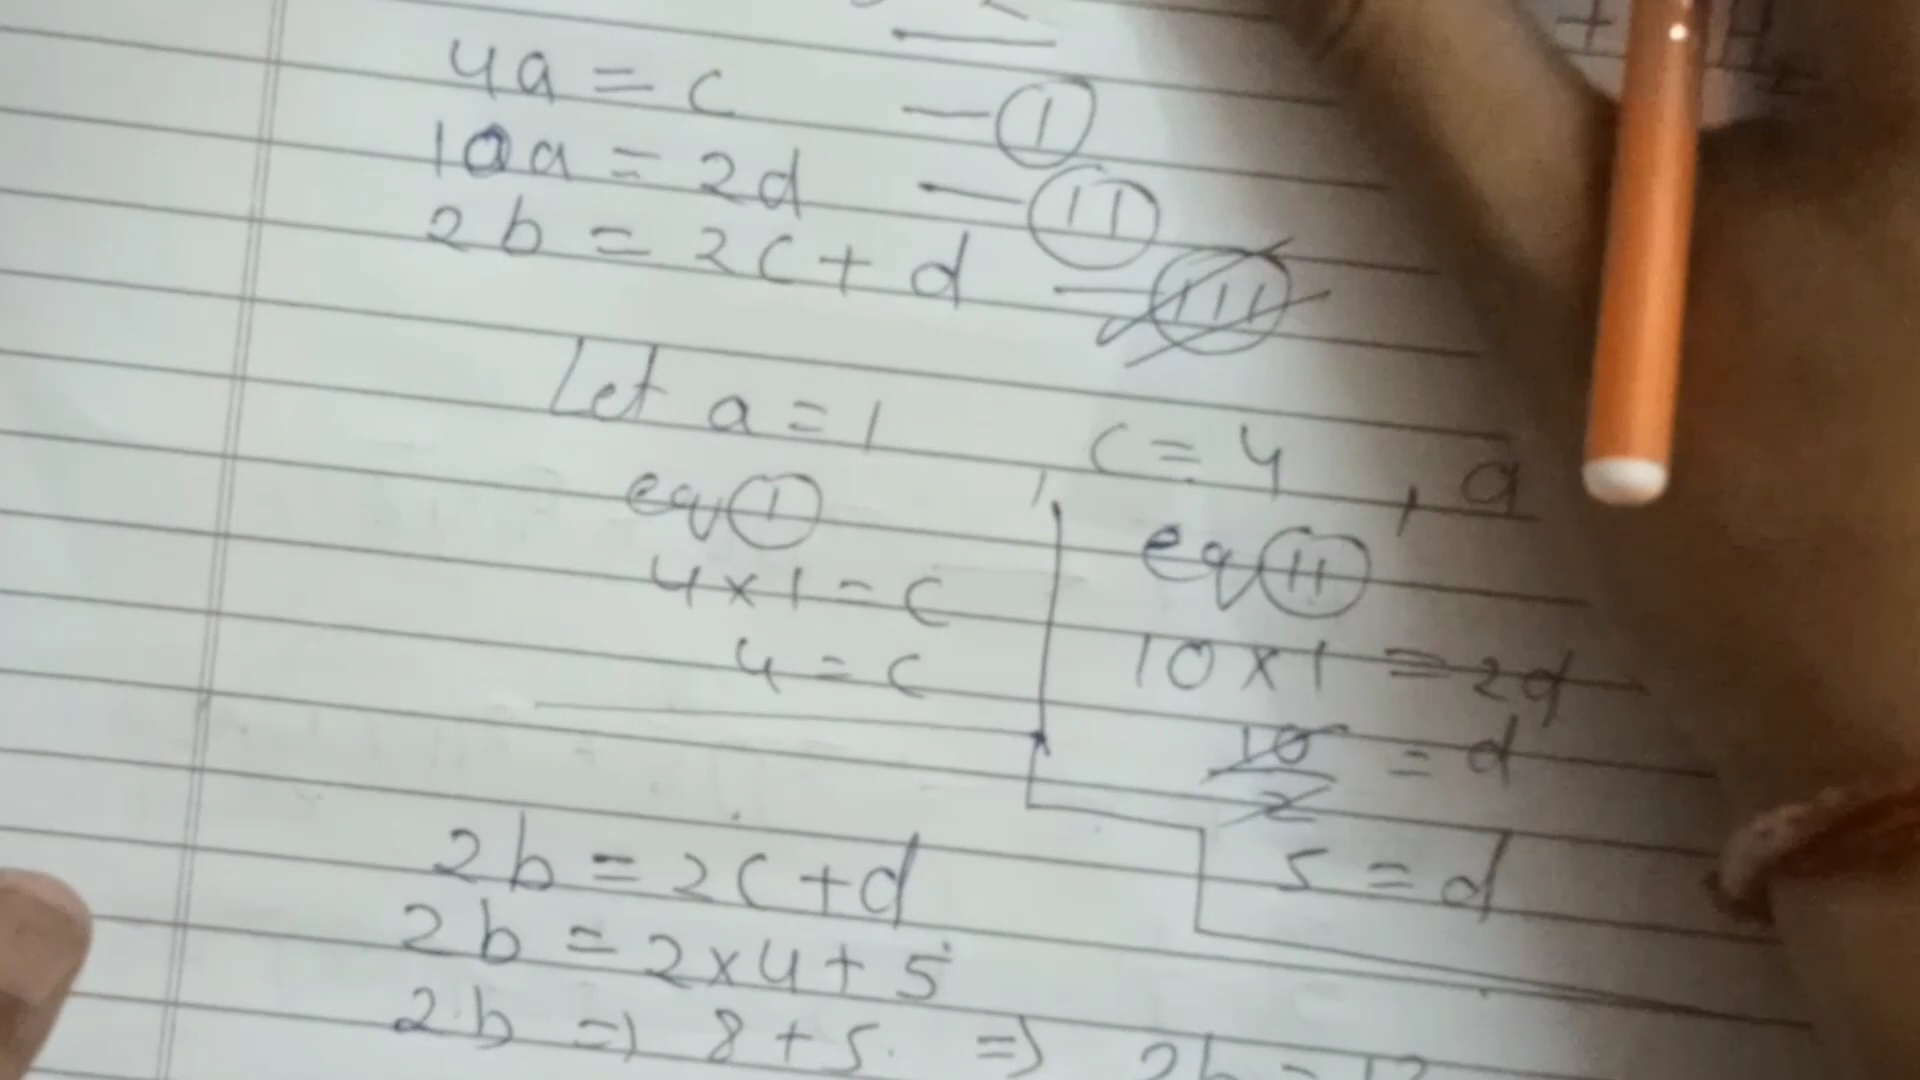 4a = c —(I)
10a = 2d —(II)
2b = 2c + d —(III)
Let a = 1 c = 4 , a
eq(I)
4 × 1 = c
4 = c
eq(II)
10 × 1 = 2d
10/2 = d
5 = d
2b = 2c + d
2b = 2 × 4 + 5
2b => 8 + 5 => 2b =